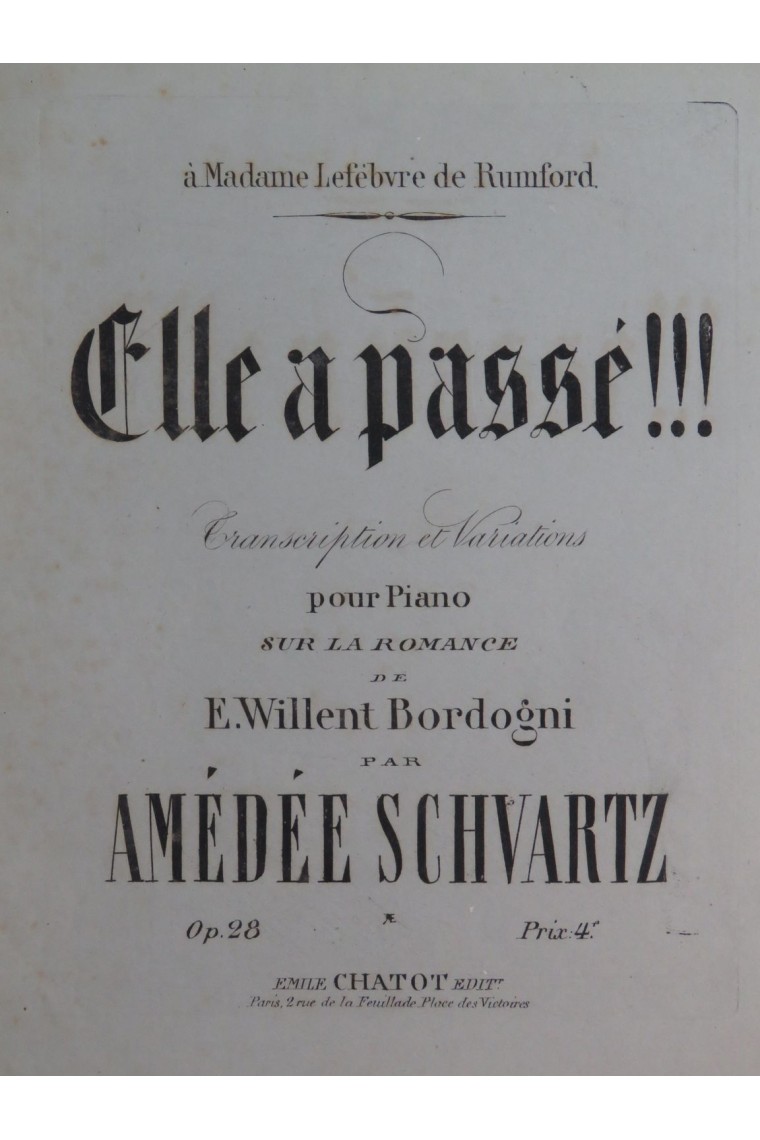 à Madame Lefébvre de Rumford.
Elle a passé!!!
Transcription et Variations
pour Piano
SUR LA ROMANCE
DE
E. Willent Bordogni
PAR
AMÉDÉE SCHVARTZ
Op. 28 Prix: 4f
EMILE CHATOT EDITr
Paris, 2 rue de la Feuillade, Place des Victoires